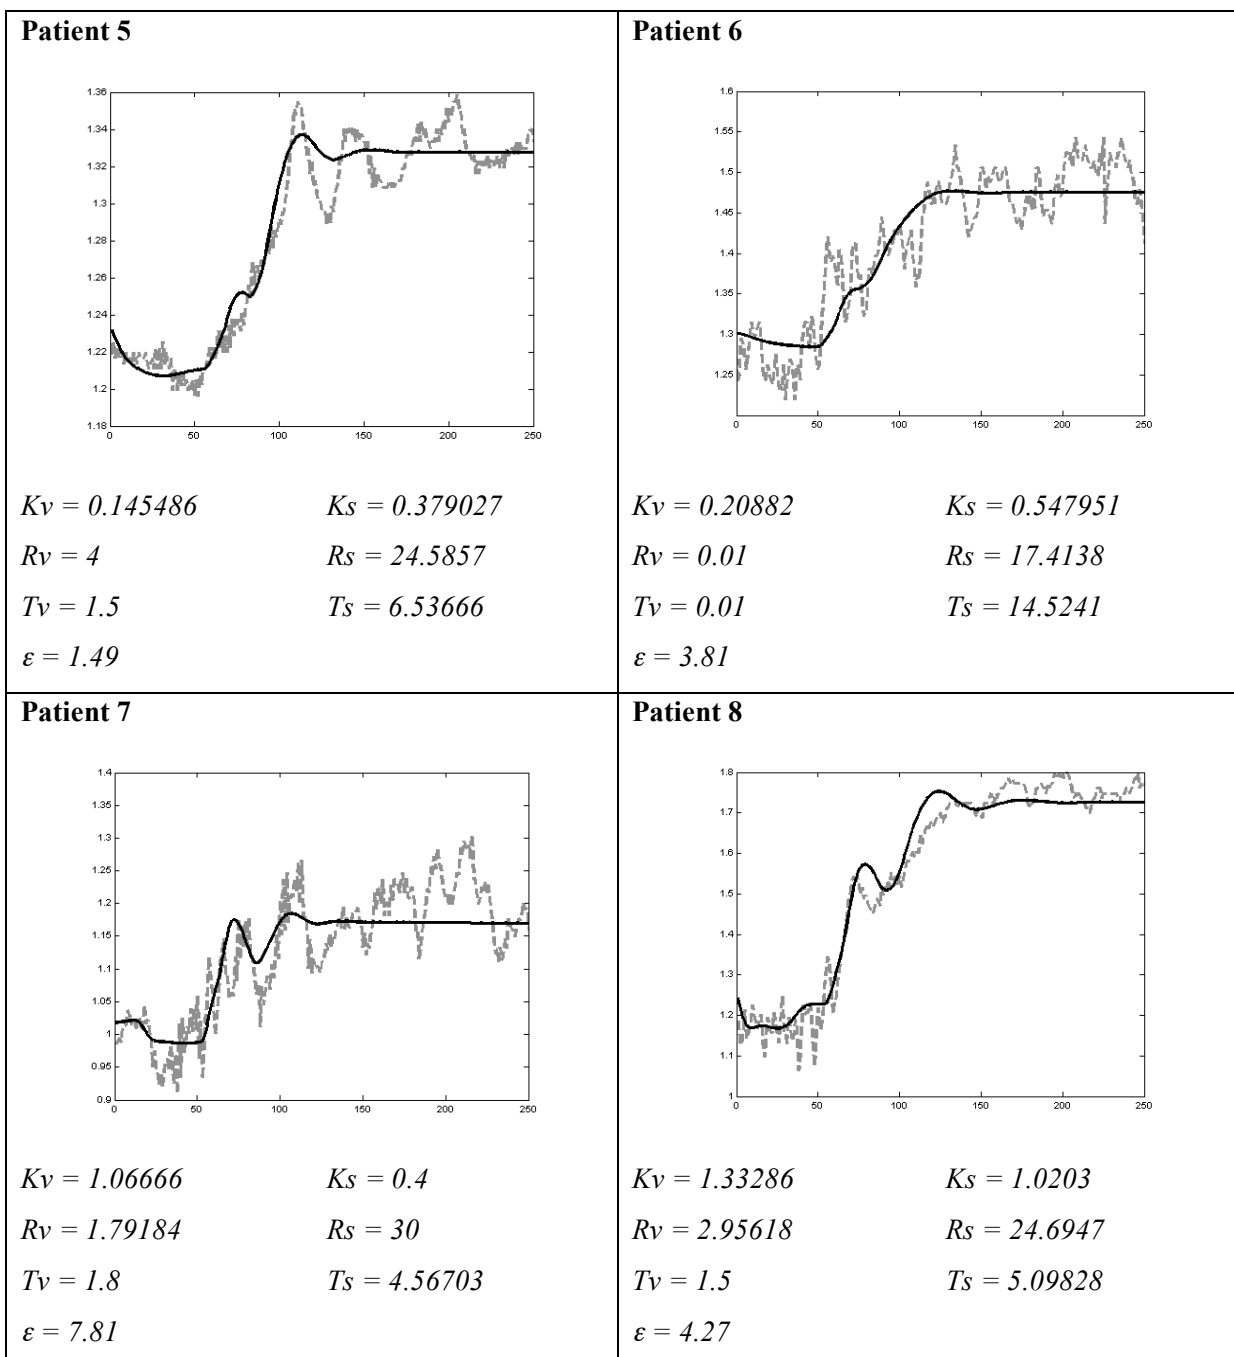 Patient 5
1.36
1.34
1.32
1.3
1.28
1.26
1.24
1.22
1.2
1.18
0 50 100 150 200 250
Kv = 0.145486 Ks = 0.379027
Rv = 4 Rs = 24.5857
Tv = 1.5 Ts = 6.53666
ε = 1.49
Patient 6
1.6
1.55
1.5
1.45
1.4
1.35
1.3
1.25
0 50 100 150 200 250
Kv = 0.20882 Ks = 0.547951
Rv = 0.01 Rs = 17.4138
Tv = 0.01 Ts = 14.5241
ε = 3.81
Patient 7
1.4
1.35
1.3
1.25
1.2
1.15
1.1
1.05
1
0.95
0.9
0 50 100 150 200 250
Kv = 1.06666 Ks = 0.4
Rv = 1.79184 Rs = 30
Tv = 1.8 Ts = 4.56703
ε = 7.81
Patient 8
1.8
1.7
1.6
1.5
1.4
1.3
1.2
1.1
1
0 50 100 150 200 250
Kv = 1.33286 Ks = 1.0203
Rv = 2.95618 Rs = 24.6947
Tv = 1.5 Ts = 5.09828
ε = 4.27